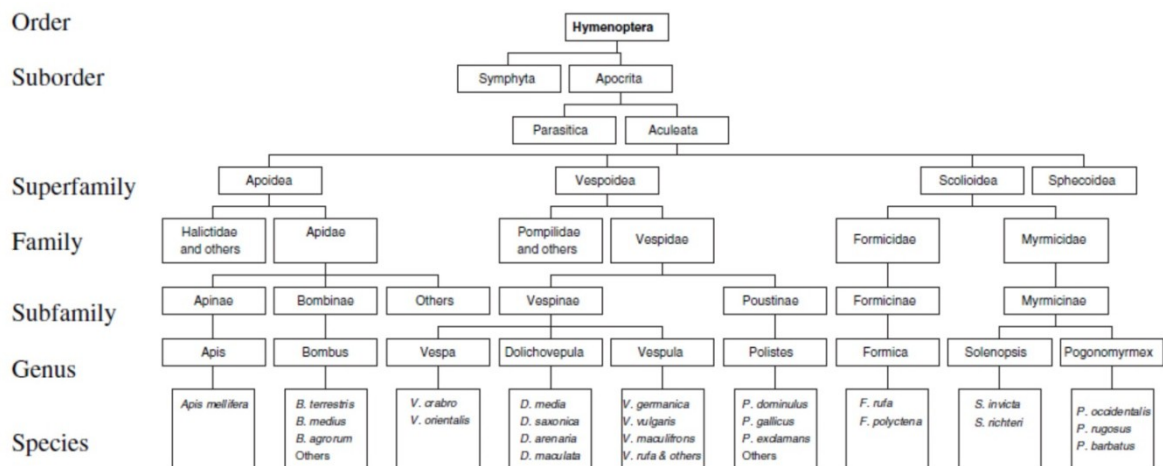 Order
Hymenoptera
Suborder
Symphyta
Apocrita
Parasitica
Aculeata
Superfamily
Apoidea
Vespoidea
Scolioidea
Sphecoidea
Family
Halictidae
and others
Apidae
Pompilidae
and others
Vespidae
Formicidae
Myrmicidae
Subfamily
Apinae
Bombinae
Others
Vespinae
Poustinae
Formicinae
Myrmicinae
Genus
Apis
Bombus
Vespa
Dolichovepula
Vespula
Polistes
Formica
Solenopsis
Pogonomyrmex
Species
Apis mellifera
B. terrestris
B. medius
B. agrorum
Others
V. crabro
V. orientalis
D. media
D. saxonica
D. arenaria
D. maculata
V. germanica
V. vulgaris
V. maculifrons
V. rufa & others
P. dominulus
P. gallicus
P. exclamans
Others
F. rufa
F. polyctena
S. invicta
S. richteri
P. occidentalis
P. rugosus
P. barbatus